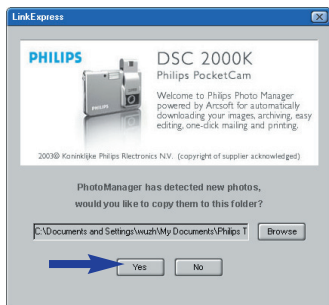 LinkExpress
PHILIPS
DSC 2000K
Philips PocketCam
Welcome to Philips Photo Manager
powered by Arcsoft for automatically
downloading your images, archiving, easy
editing, one-click mailing and printing.
2003® Koninklijke Philips Rlectronics N.V. (copyright of supplier acknowledged)
PhotoManager has detected new photos,
would you like to copy them to this folder?
C:\Documents and Settings\wuzh\My Documents\Philips T
Browse
Yes
No